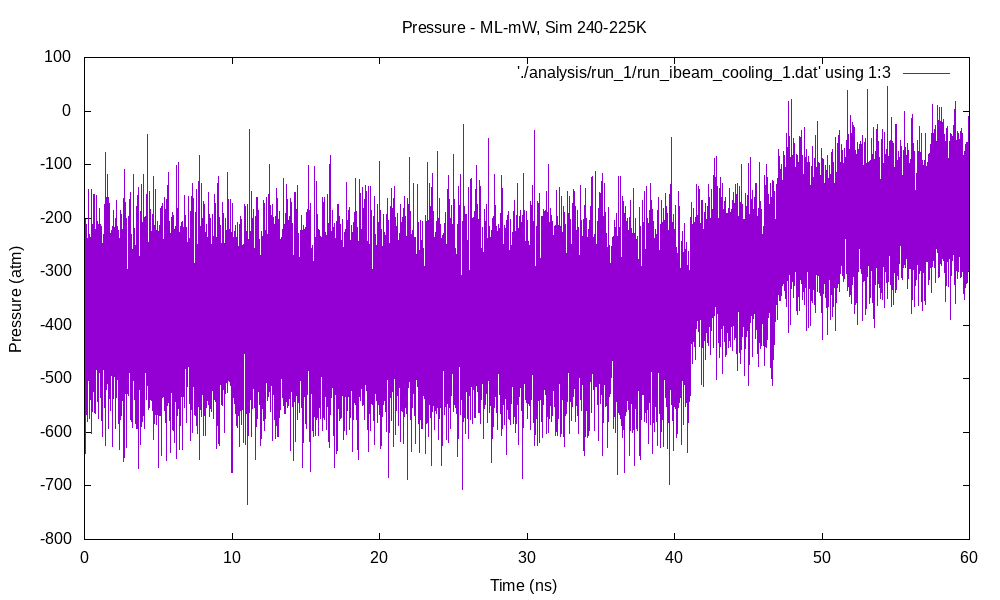 Pressure - ML-mW, Sim 240-225K
'./analysis/run_1/run_ibeam_cooling_1.dat' using 1:3
100
0
-100
-200
-300
-400
-500
-600
-700
-800
Pressure (atm)
0 10 20 30 40 50 60
Time (ns)